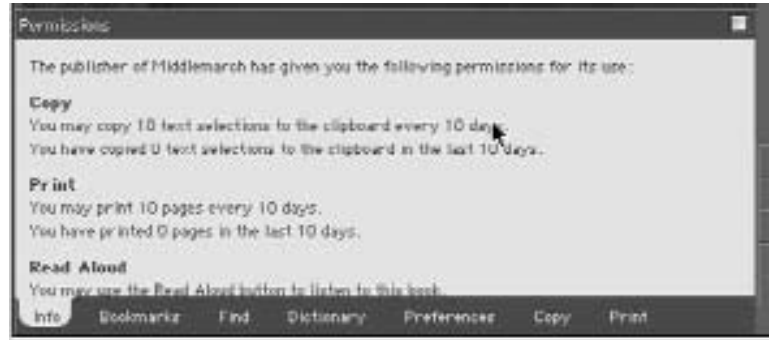 Permissions
The publisher of Middlemarch has given you the following permissions for its use:
Copy
You may copy 10 text selections to the clipboard every 10 days.
You have copied 0 text selections to the clipboard in the last 10 days.
Print
You may print 10 pages every 10 days.
You have printed 0 pages in the last 10 days.
Read Aloud
You may use the Read Aloud button to listen to this book.
Info Bookmarks Find Dictionary Preferences Copy Print